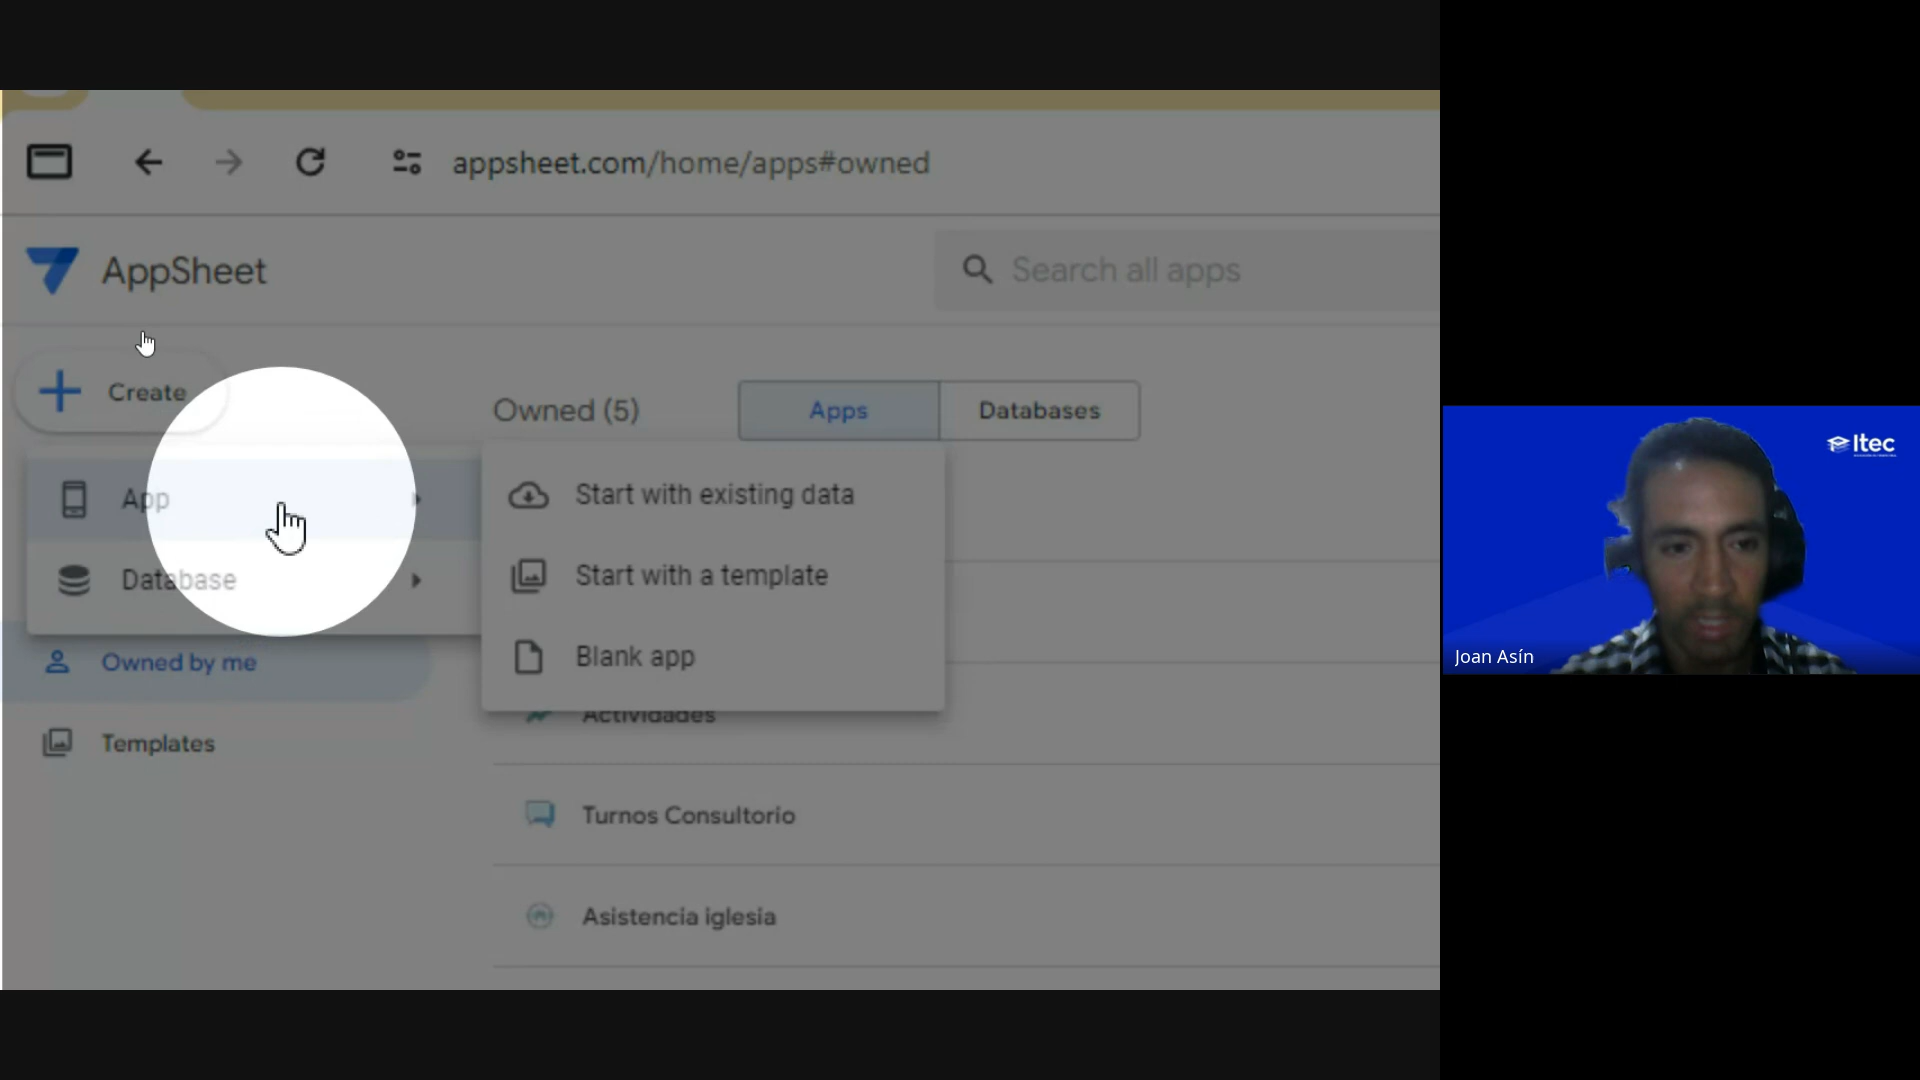 appsheet.com/home/apps#owned
AppSheet
Search all apps
Create
Owned (5)
Apps
Databases
App
Database
Start with existing data
Start with a template
Blank app
Owned by me
Templates
Actividades
Turnos Consultorio
Asistencia iglesia
Itec
Joan Asín